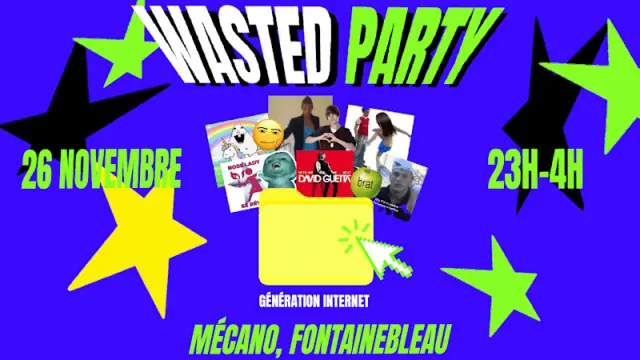 WASTED PARTY
26 NOVEMBRE
23H-4H
DAVID GUETTA
brat
GÉNÉRATION INTERNET
MÉCANO, FONTAINEBLEAU